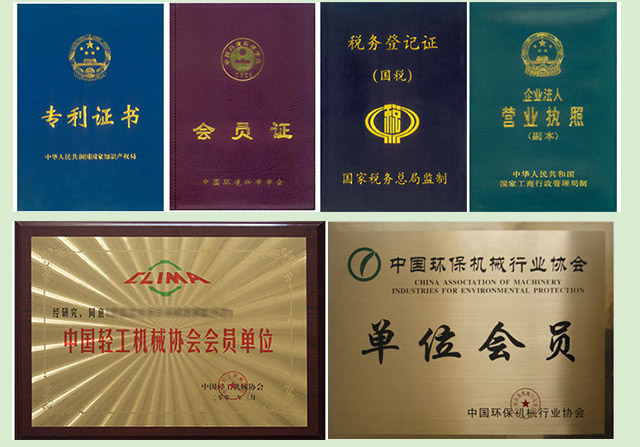 专利证书
中华人民共和国国家知识产权局
会员证
中国环境科学学会
税务登记证
(国税)
国家税务总局监制
企业法人
营业执照
(副本)
中华人民共和国
国家工商行政管理局制
CLIMA
经研究，同意
中国轻工机械协会会员单位
中国轻工机械协会
中国环保机械行业协会
CHINA ASSOCIATION OF MACHINERY
INDUSTRIES FOR ENVIRONMENTAL PROTECTION
单位会员
中国环保机械行业协会